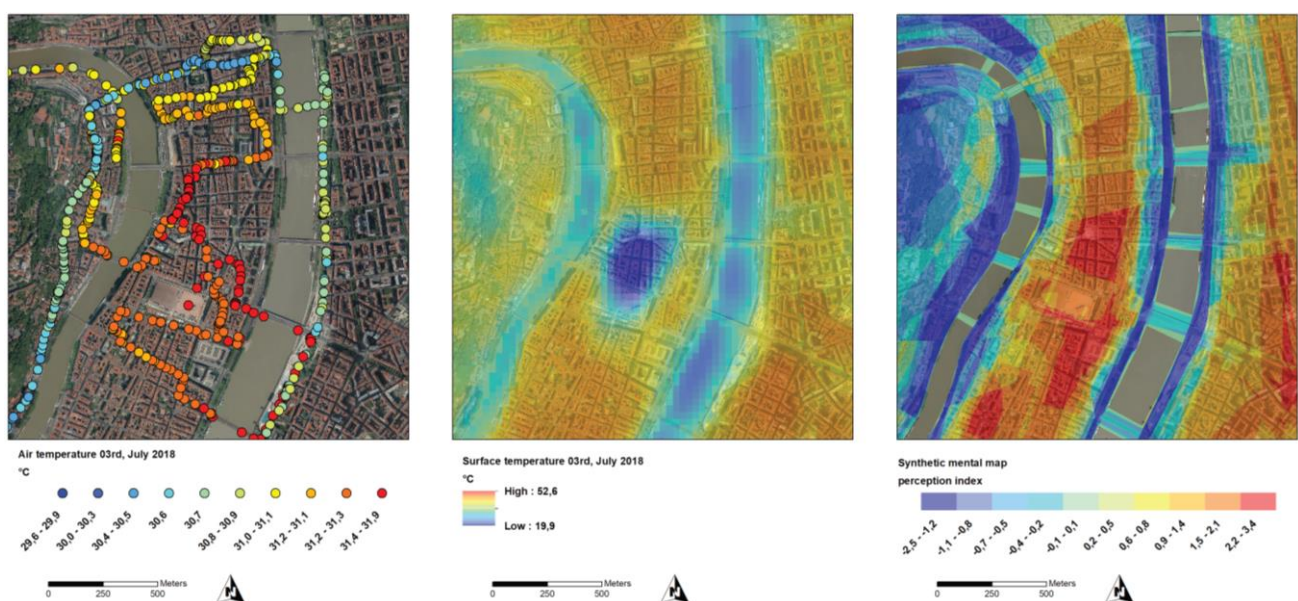 Air temperature 03rd, July 2018
°C
29,6 - 29,9
30,0 - 30,3
30,4 - 30,5
30,6
30,7
30,8 - 30,9
31,0 - 31,1
31,2 - 31,1
31,2 - 31,3
31,4 - 31,9
Meters
0 250 500
N
Surface temperature 03rd, July 2018
°C
High : 52,6
Low : 19,9
Meters
0 250 500
N
Synthetic mental map
perception index
-2,5 - -1,2
-1,1 - -0,8
-0,7 - -0,5
-0,4 - -0,2
-0,1 - 0,1
0,2 - 0,5
0,6 - 0,8
0,9 - 1,4
1,5 - 2,1
2,2 - 3,4
Meters
0 250 500
N